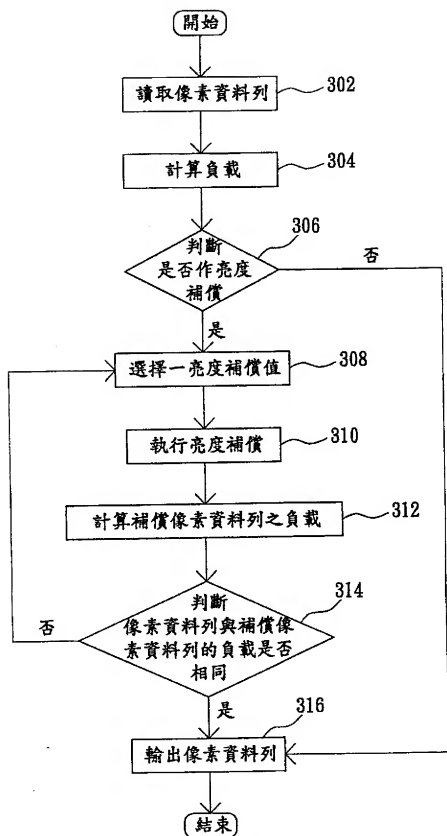 開始
讀取像素資料列
302
計算負載
304
306
判斷
是否作亮度
補償
否
是
選擇一亮度補償值
308
執行亮度補償
310
計算補償像素資料列之負載
312
314
判斷
像素資料列與補償像
素資料列的負載是否
相同
否
是
316
輸出像素資料列
結束